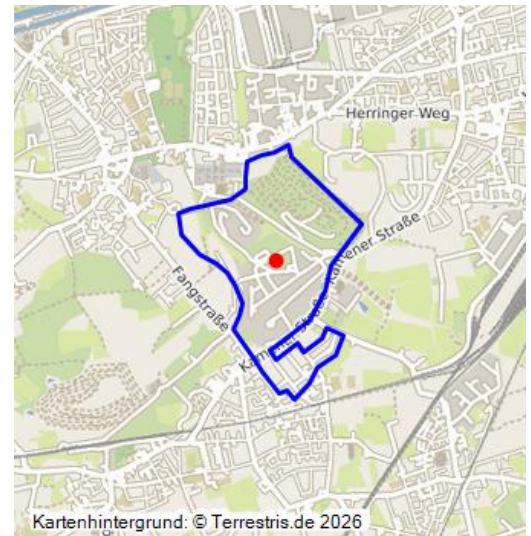 Herringer Weg
Kamener Straße
Kamener Straße
Fangstraße
Kartenhintergrund: © Terrestris.de 2026